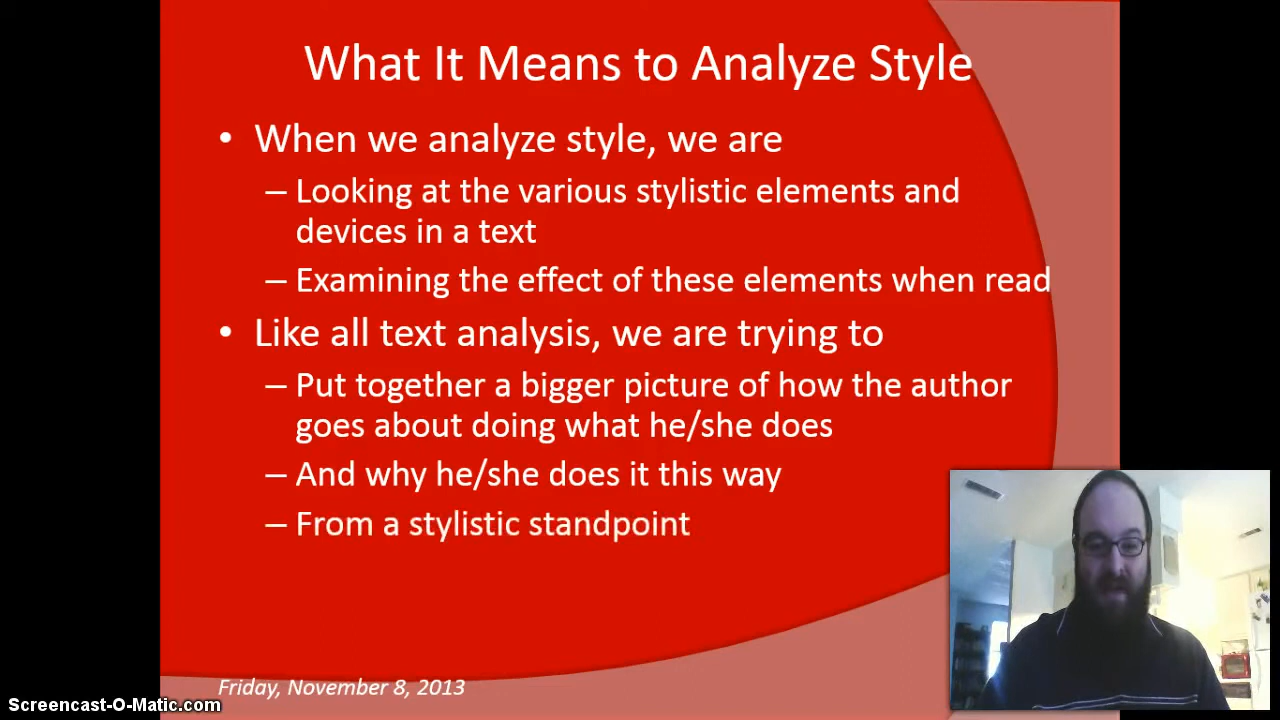 What It Means to Analyze Style
• When we analyze style, we are
– Looking at the various stylistic elements and
devices in a text
– Examining the effect of these elements when read
• Like all text analysis, we are trying to
– Put together a bigger picture of how the author
goes about doing what he/she does
– And why he/she does it this way
– From a stylistic standpoint
Friday, November 8, 2013
Screencast-O-Matic.com